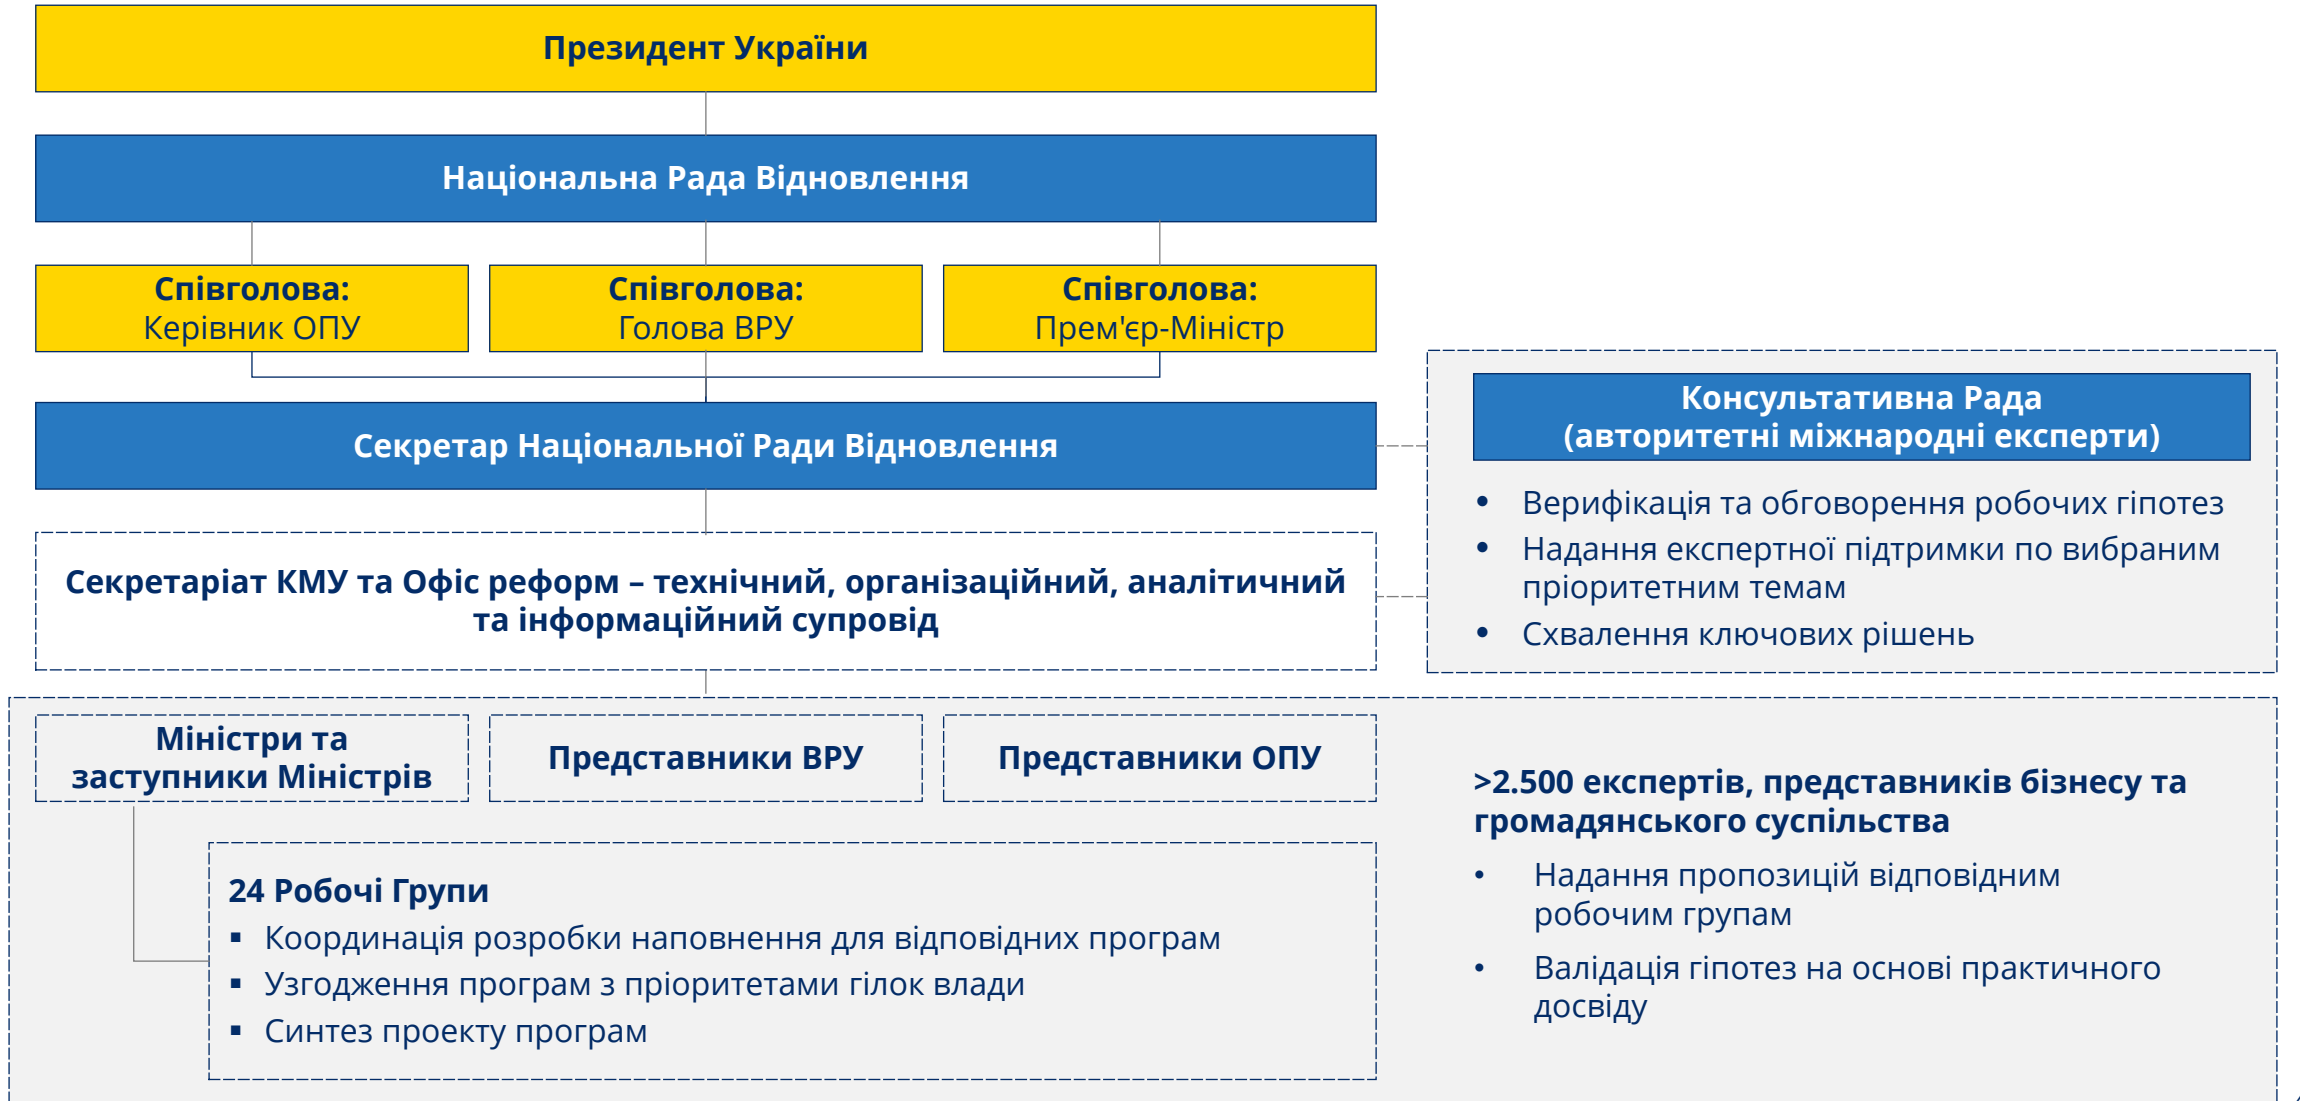 Президент України
Національна Рада Відновлення
Співголова:
Керівник ОПУ
Співголова:
Голова ВРУ
Співголова:
Прем'єр-Міністр
Секретар Національної Ради Відновлення
Консультативна Рада
(авторитетні міжнародні експерти)
• Верифікація та обговорення робочих гіпотез
• Надання експертної підтримки по вибраним
пріоритетним темам
• Схвалення ключових рішень
Секретаріат КМУ та Офіс реформ – технічний, організаційний, аналітичний
та інформаційний супровід
Міністри та
заступники Міністрів
Представники ВРУ
Представники ОПУ
24 Робочі Групи
▪ Координація розробки наповнення для відповідних програм
▪ Узгодження програм з пріоритетами гілок влади
▪ Синтез проекту програм
>2.500 експертів, представників бізнесу та
громадянського суспільства
• Надання пропозицій відповідним
робочим групам
• Валідація гіпотез на основі практичного
досвіду